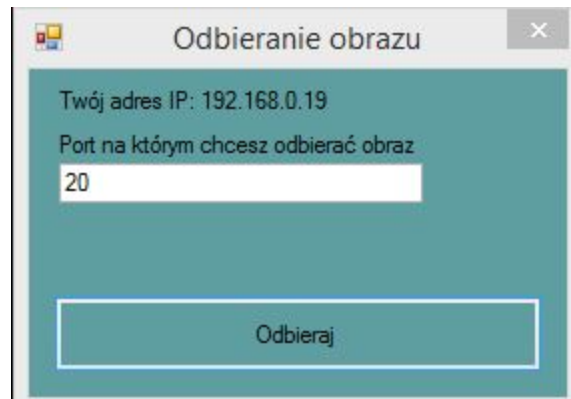 Odbieranie obrazu
Twój adres IP: 192.168.0.19
Port na którym chcesz odbierać obraz
20
Odbieraj